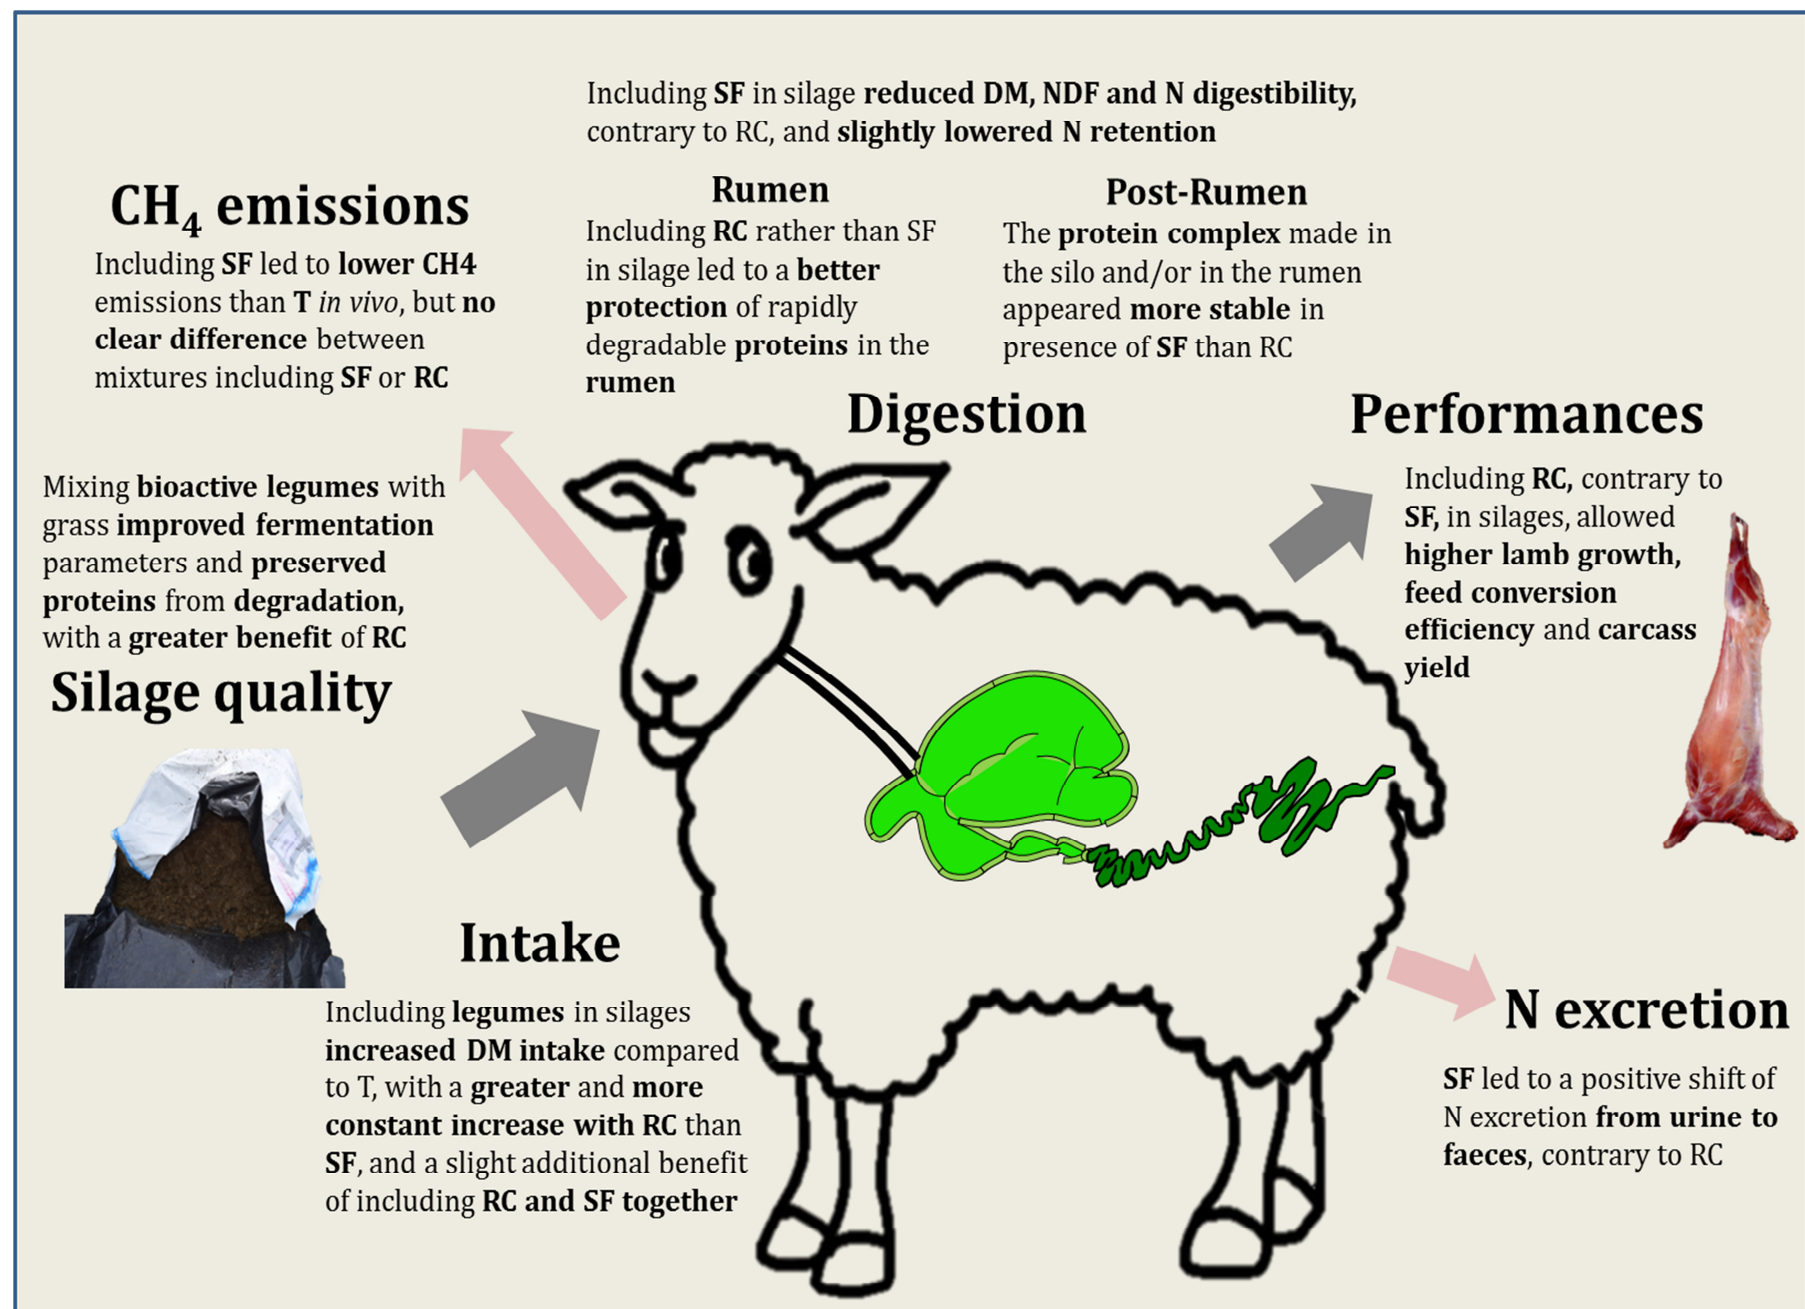 Including SF in silage reduced DM, NDF and N digestibility,
contrary to RC, and slightly lowered N retention
CH4 emissions
Including SF led to lower CH4
emissions than T in vivo, but no
clear difference between
mixtures including SF or RC
Rumen
Including RC rather than SF
in silage led to a better
protection of rapidly
degradable proteins in the
rumen
Post-Rumen
The protein complex made in
the silo and/or in the rumen
appeared more stable in
presence of SF than RC
Digestion
Performances
Including RC, contrary to
SF, in silages, allowed
higher lamb growth,
feed conversion
efficiency and carcass
yield
Mixing bioactive legumes with
grass improved fermentation
parameters and preserved
proteins from degradation,
with a greater benefit of RC
Silage quality
Intake
Including legumes in silages
increased DM intake compared
to T, with a greater and more
constant increase with RC than
SF, and a slight additional benefit
of including RC and SF together
N excretion
SF led to a positive shift of
N excretion from urine to
faeces, contrary to RC